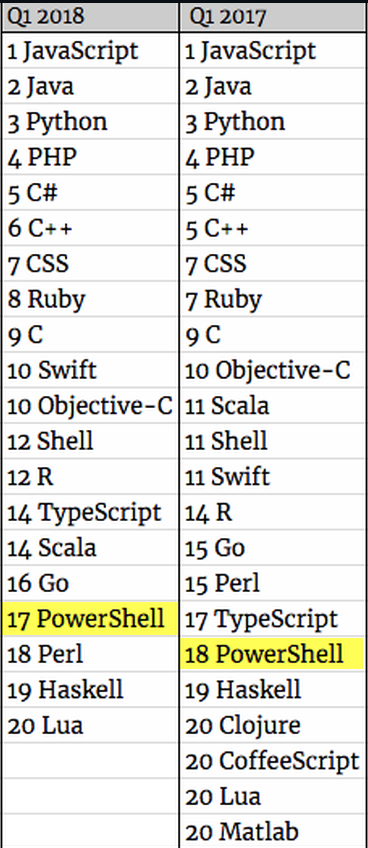 Q1 2018 Q1 2017
1 JavaScript 1 JavaScript
2 Java 2 Java
3 Python 3 Python
4 PHP 4 PHP
5 C# 5 C#
6 C++ 5 C++
7 CSS 7 CSS
8 Ruby 7 Ruby
9 C 9 C
10 Swift 10 Objective-C
10 Objective-C 11 Scala
12 Shell 11 Shell
12 R 11 Swift
14 TypeScript 14 R
14 Scala 15 Go
16 Go 15 Perl
17 PowerShell 17 TypeScript
18 Perl 18 PowerShell
19 Haskell 19 Haskell
20 Lua 20 Clojure
20 CoffeeScript
20 Lua
20 Matlab